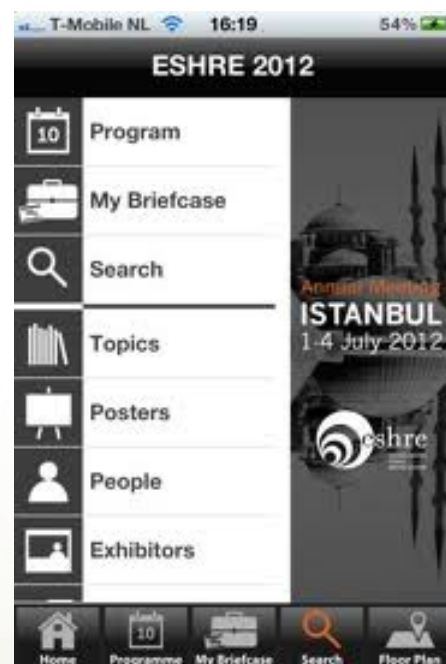 T-Mobile NL 16:19 54%
ESHRE 2012
10 Program
My Briefcase
Search
Topics
Posters
People
Exhibitors
Annual Meeting
ISTANBUL
1-4 July 2012
eshre
Home
10 Programme
My Briefcase
Search
Floor Plan